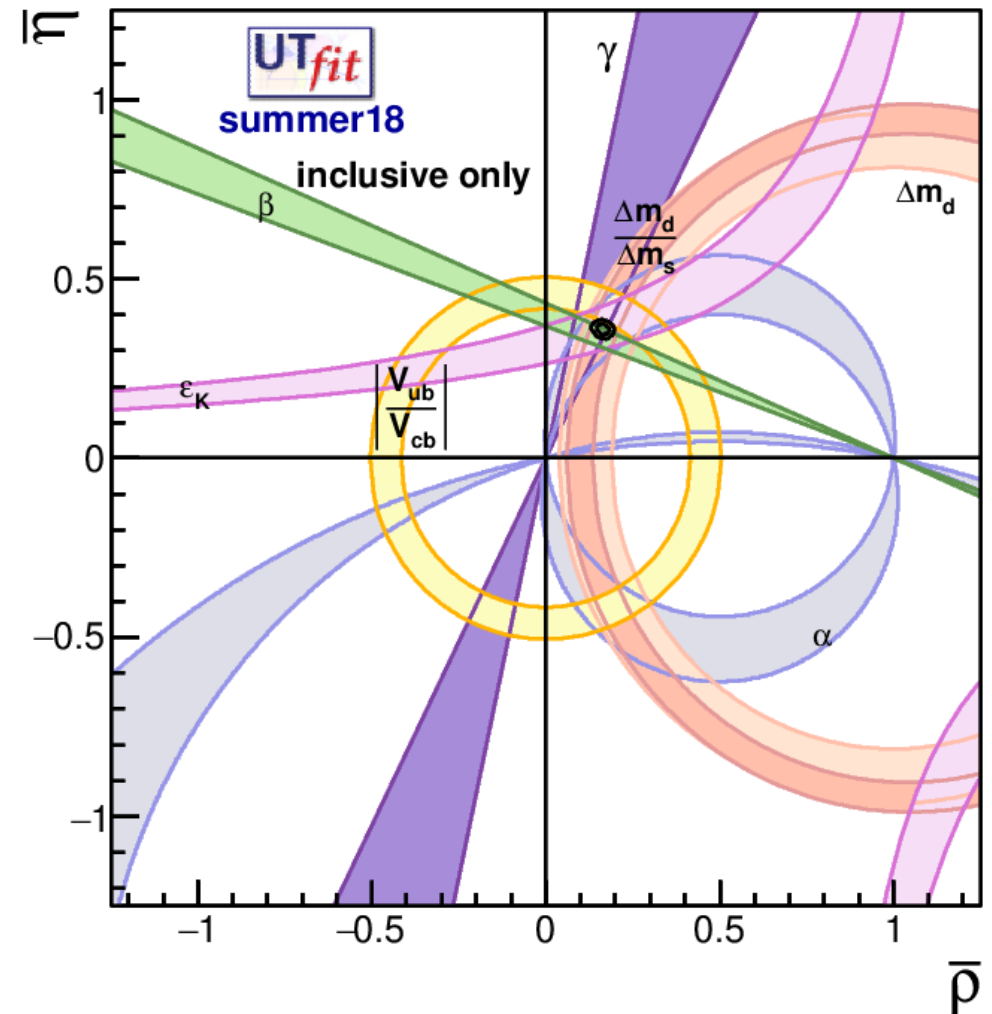 η̅
UTfit
summer18
inclusive only
γ
β
Δm_d
Δm_d
Δm_s
ε_K
|V_ub
V_cb|
α
1
0.5
0
−0.5
−1
−1
−0.5
0
0.5
1
ρ̅